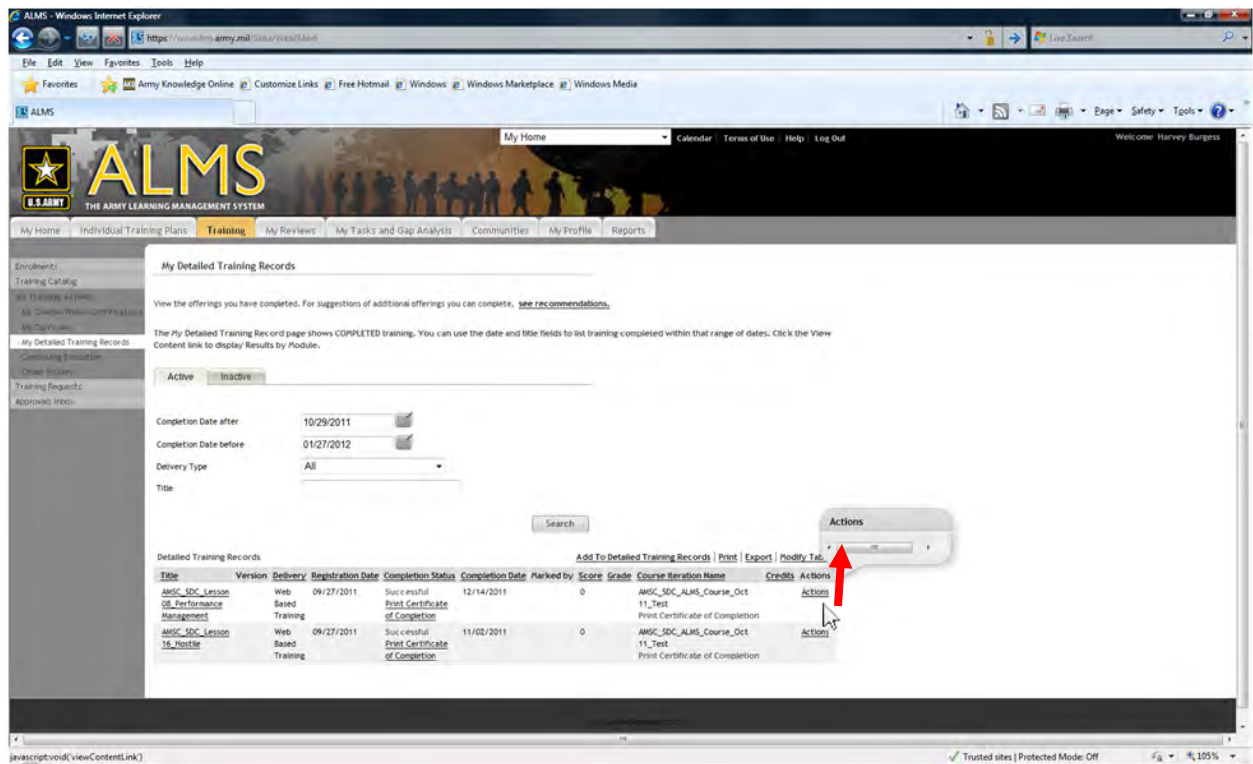 ALMS - Windows Internet Explorer
https://www.lms.army.mil
Live Search
File Edit View Favorites Tools Help
Favorites Army Knowledge Online Customize Links Free Hotmail Windows Windows Marketplace Windows Media
ALMS
Page Safety Tools
My Home Calendar Terms of Use Help Log Out Welcome Harvey Burgess
ALMS
U.S.ARMY THE ARMY LEARNING MANAGEMENT SYSTEM
My Home Individual Training Plans Training My Reviews My Tasks and Gap Analysis Communities My Profile Reports
Enrolments
Training Catalog
My Curricula
My Detailed Training Records
Continuing Education
Order History
Training Requests
Approvals Inbox
My Detailed Training Records
View the offerings you have completed. For suggestions of additional offerings you can complete, see recommendations.
The My Detailed Training Record page shows COMPLETED training. You can use the date and title fields to list training completed within that range of dates. Click the View
Content link to display Results by Module.
Active Inactive
Completion Date after 10/29/2011
Completion Date before 01/27/2012
Delivery Type All
Title
Search
Actions
Detailed Training Records Add To Detailed Training Records | Print | Export | Modify Tab
Title Version Delivery Registration Date Completion Status Completion Date Marked by Score Grade Course Iteration Name Credits Actions
AMSC_SDC_Lesson Web 09/27/2011 Successful 12/14/2011 0 AMSC_SDC_ALMS_Course_Oct Actions
08_Performance Based Print Certificate 11_Test
Management Training of Completion Print Certificate of Completion
AMSC_SDC_Lesson Web 09/27/2011 Successful 11/02/2011 0 AMSC_SDC_ALMS_Course_Oct Actions
16_Hostile Based Print Certificate 11_Test
Training of Completion Print Certificate of Completion
javascript:void('viewContentLink') Trusted sites | Protected Mode: Off 105%